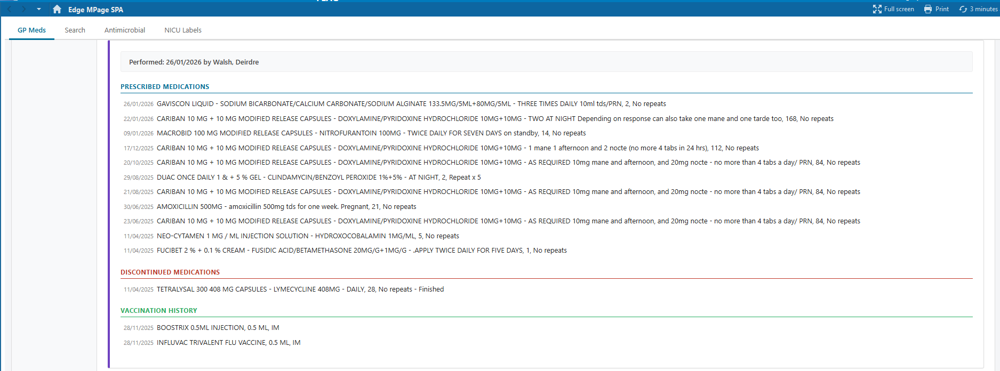 Edge MPage SPA
Full screen
Print
3 minutes
GP Meds
Search
Antimicrobial
NICU Labels
Performed: 26/01/2026 by Walsh, Deirdre
PRESCRIBED MEDICATIONS
26/01/2026 GAVISCON LIQUID - SODIUM BICARBONATE/CALCIUM CARBONATE/SODIUM ALGINATE 133.5MG/5ML+80MG/5ML - THREE TIMES DAILY 10ml tds/PRN, 2, No repeats
22/01/2026 CARIBAN 10 MG + 10 MG MODIFIED RELEASE CAPSULES - DOXYLAMINE/PYRIDOXINE HYDROCHLORIDE 10MG+10MG - TWO AT NIGHT Depending on response can also take one mane and one tarde too, 168, No repeats
09/01/2026 MACROBID 100 MG MODIFIED RELEASE CAPSULES - NITROFURANTOIN 100MG - TWICE DAILY FOR SEVEN DAYS on standby, 14, No repeats
17/12/2025 CARIBAN 10 MG + 10 MG MODIFIED RELEASE CAPSULES - DOXYLAMINE/PYRIDOXINE HYDROCHLORIDE 10MG+10MG - 1 mane 1 afternoon and 2 nocte (no more 4 tabs in 24 hrs), 112, No repeats
20/10/2025 CARIBAN 10 MG + 10 MG MODIFIED RELEASE CAPSULES - DOXYLAMINE/PYRIDOXINE HYDROCHLORIDE 10MG+10MG - AS REQUIRED 10mg mane and afternoon, and 20mg nocte - no more than 4 tabs a day/ PRN, 84, No repeats
29/08/2025 DUAC ONCE DAILY 1 & + 5 % GEL - CLINDAMYCIN/BENZOYL PEROXIDE 1%+5% - AT NIGHT, 2, Repeat x 5
21/08/2025 CARIBAN 10 MG + 10 MG MODIFIED RELEASE CAPSULES - DOXYLAMINE/PYRIDOXINE HYDROCHLORIDE 10MG+10MG - AS REQUIRED 10mg mane and afternoon, and 20mg nocte - no more than 4 tabs a day/ PRN, 84, No repeats
30/06/2025 AMOXICILLIN 500MG - amoxicillin 500mg tds for one week. Pregnant, 21, No repeats
23/06/2025 CARIBAN 10 MG + 10 MG MODIFIED RELEASE CAPSULES - DOXYLAMINE/PYRIDOXINE HYDROCHLORIDE 10MG+10MG - AS REQUIRED 10mg mane and afternoon, and 20mg nocte - no more than 4 tabs a day/ PRN, 84, No repeats
11/04/2025 NEO-CYTAMEN 1 MG / ML INJECTION SOLUTION - HYDROXOCOBALAMIN 1MG/ML, 5, No repeats
11/04/2025 FUCIBET 2 % + 0.1 % CREAM - FUSIDIC ACID/BETAMETHASONE 20MG/G+1MG/G - .APPLY TWICE DAILY FOR FIVE DAYS, 1, No repeats
DISCONTINUED MEDICATIONS
11/04/2025 TETRALYSAL 300 408 MG CAPSULES - LYMECYCLINE 408MG - DAILY, 28, No repeats - Finished
VACCINATION HISTORY
28/11/2025 BOOSTRIX 0.5ML INJECTION, 0.5 ML, IM
28/11/2025 INFLUVAC TRIVALENT FLU VACCINE, 0.5 ML, IM